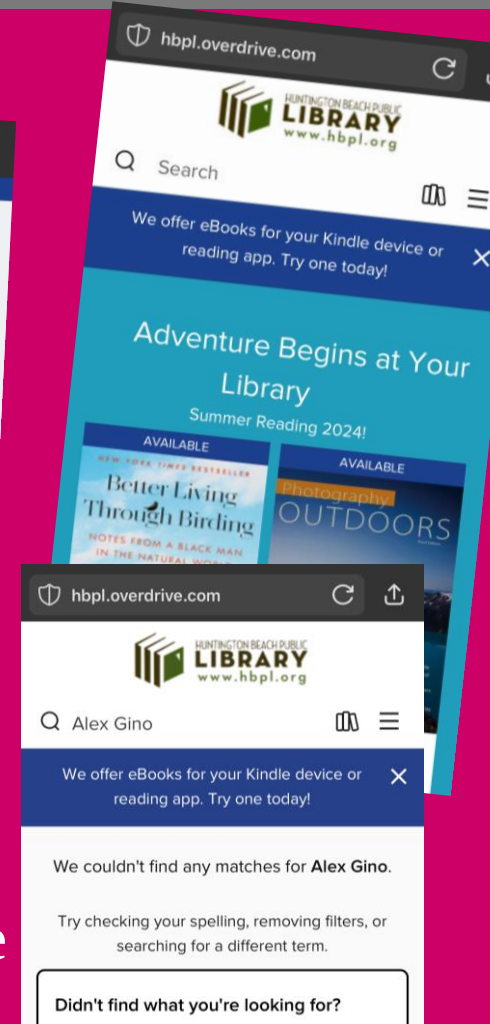 hbpl.overdrive.com
HUNTINGTON BEACH PUBLIC
LIBRARY
www.hbpl.org
Search
We offer eBooks for your Kindle device or
reading app. Try one today!
Adventure Begins at Your
Library
Summer Reading 2024!
AVAILABLE
NEW YORK TIMES BESTSELLER
Better Living
Through Birding
NOTES FROM A BLACK MAN
IN THE NATURAL WORLD
AVAILABLE
Photography
OUTDOORS
hbpl.overdrive.com
HUNTINGTON BEACH PUBLIC
LIBRARY
www.hbpl.org
Alex Gino
We offer eBooks for your Kindle device or
reading app. Try one today!
We couldn't find any matches for Alex Gino.
Try checking your spelling, removing filters, or
searching for a different term.
e
Didn't find what you're looking for?